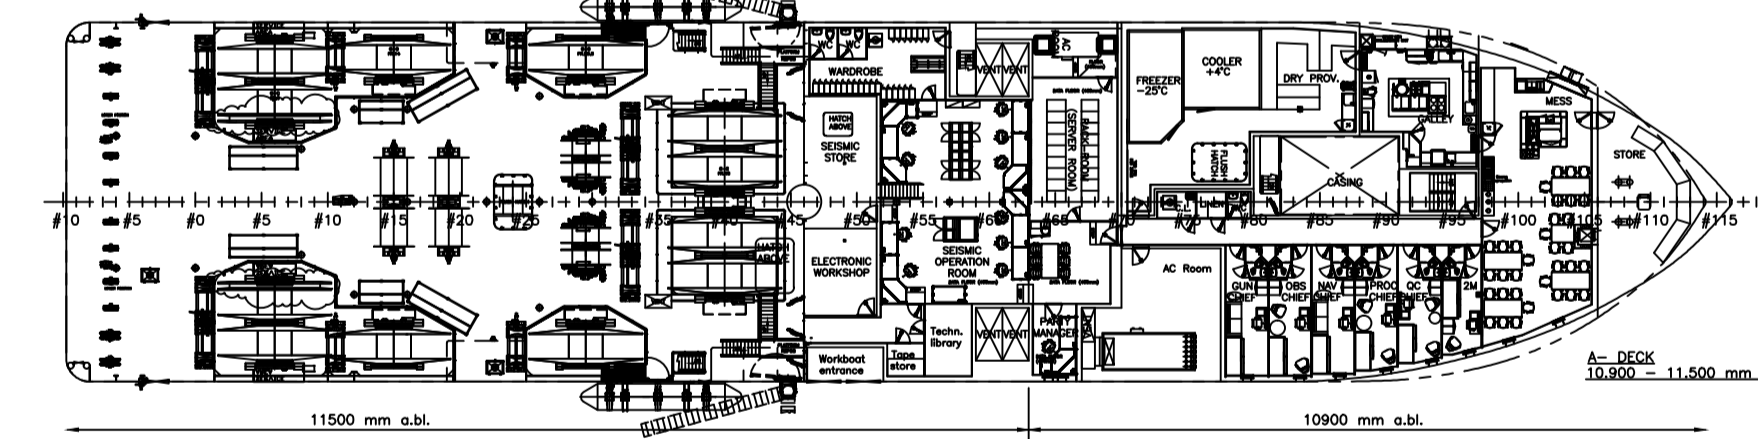 WC
WC
WARDROBE
VENT
VENT
AC
ROOM
FREEZER
-25°C
COOLER
+4°C
DRY PROV.
GALLEY
MESS
HATCH
ABOVE
SEISMIC
STORE
RACK ROOM
(SERVER ROOM)
FLUSH
HATCH
CASING
STORE
LINEN
#10
#5
#0
#5
#10
#15
#20
#25
#35
#40
#45
#50
#55
#60
#65
#70
#75
#80
#85
#90
#95
#100
#105
#110
#115
HATCH
ABOVE
ELECTRONIC
WORKSHOP
SEISMIC
OPERATION
ROOM
AC Room
GUN
CHIEF
OBS
CHIEF
NAV
CHIEF
PROC
CHIEF
QC
CHIEF
2M
Techn.
library
VENT
VENT
PARTY
MANAGER
Workboat
entrance
Tape
store
A- DECK
10.900 - 11.500 mm
11500 mm a.bl.
10900 mm a.bl.